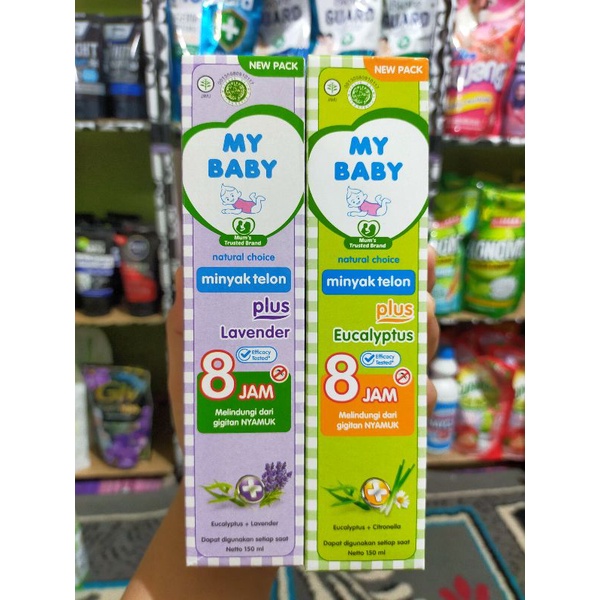 GUARD
NEW PACK
JAMU
MY
BABY
Mum's
Trusted Brand
natural choice
minyak telon
plus
Lavender
8 JAM
Efficacy
Tested*
Melindungi dari
gigitan NYAMUK
Eucalyptus + Lavender
Dapat digunakan setiap saat
Netto 150 ml
NEW PACK
JAMU
MY
BABY
Mum's
Trusted Brand
natural choice
minyak telon
plus
Eucalyptus
8 JAM
Efficacy
Tested*
Melindungi dari
gigitan NYAMUK
Eucalyptus + Citronella
Dapat digunakan setiap saat
Netto 150 ml